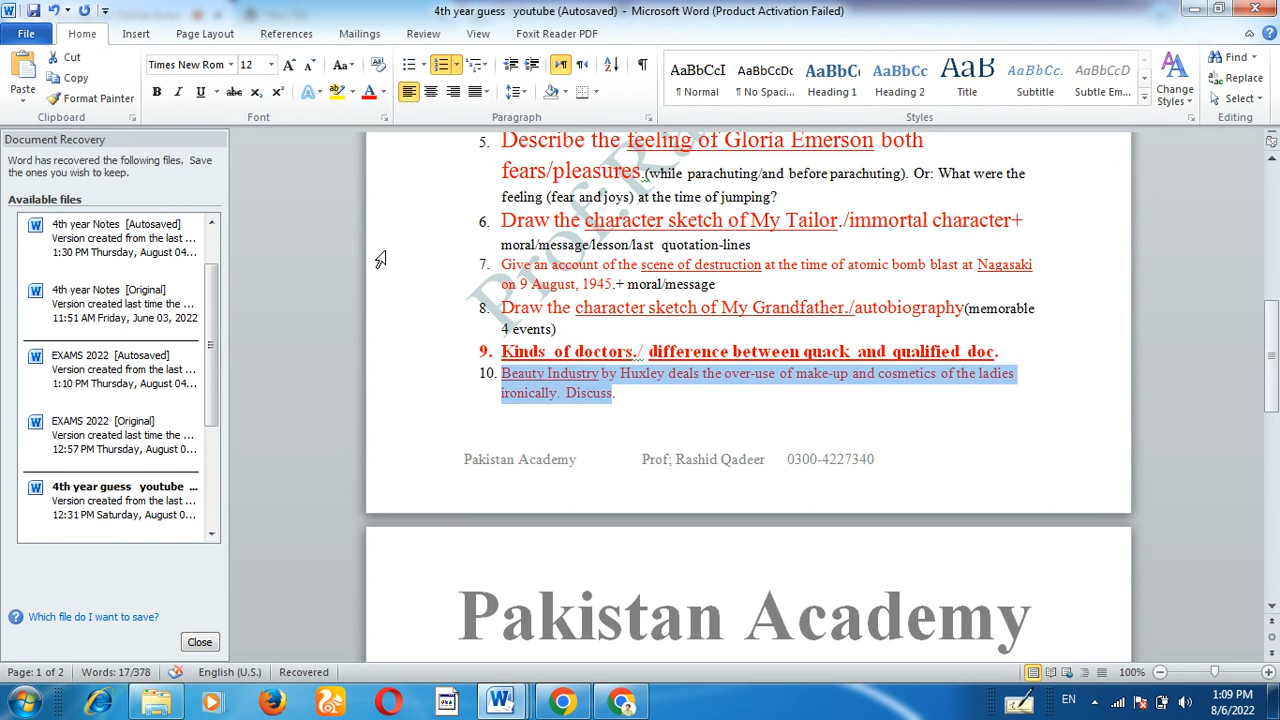 4th year guess   youtube (Autosaved)  -  Microsoft Word (Product Activation Failed)
File
Home
Insert
Page Layout
References
Mailings
Review
View
Foxit Reader PDF
Paste
Cut
Copy
Format Painter
Clipboard
Times New Rom
12
Font
Paragraph
AaBbCcI
¶ Normal
AaBbCcDc
¶ No Spaci...
AaBbCc
Heading 1
AaBbCc
Heading 2
AaB
Title
AaBbCc.
Subtitle
AaBbCcDc
Subtle Em...
Change
Styles
Styles
Find
Replace
Select
Editing
Document Recovery
Word has recovered the following files.  Save
the ones you wish to keep.
Available files
4th year Notes  [Autosaved]
Version created from the last ...
1:30 PM Thursday, August 04...
4th year Notes  [Original]
Version created from the last ...
11:51 AM Friday, June 03, 2022
EXAMS 2022  [Autosaved]
Version created from the last ...
1:10 PM Thursday, August 04...
EXAMS 2022  [Original]
Version created last time the ...
12:57 PM Thursday, August 0...
4th year guess   youtube  ...
Version created from the last ...
12:31 PM Saturday, August 0...
Which file do I want to save?
Close
5. Describe the feeling of Gloria Emerson both
fears/pleasures.(while parachuting/and before parachuting). Or: What were the
feeling (fear and joys) at the time of jumping?
6. Draw the character sketch of My Tailor./immortal character+
moral/message/lesson/last  quotation-lines
7. Give an account of the scene of destruction at the time of atomic bomb blast at Nagasaki
on 9 August, 1945.+ moral/message
8. Draw the character sketch of My Grandfather./autobiography(memorable
4 events)
9. Kinds  of doctors./ difference between quack  and qualified  doc.
10. Beauty Industry by Huxley deals the over-use of make-up and cosmetics of the ladies
ironically.  Discuss.
Prof:Ra
Pakistan Academy    Prof; Rashid Qadeer    0300-4227340
Pakistan Academy
Page: 1 of 2
Words: 17/378
English (U.S.)
Recovered
100%
EN
1:09 PM
8/6/2022